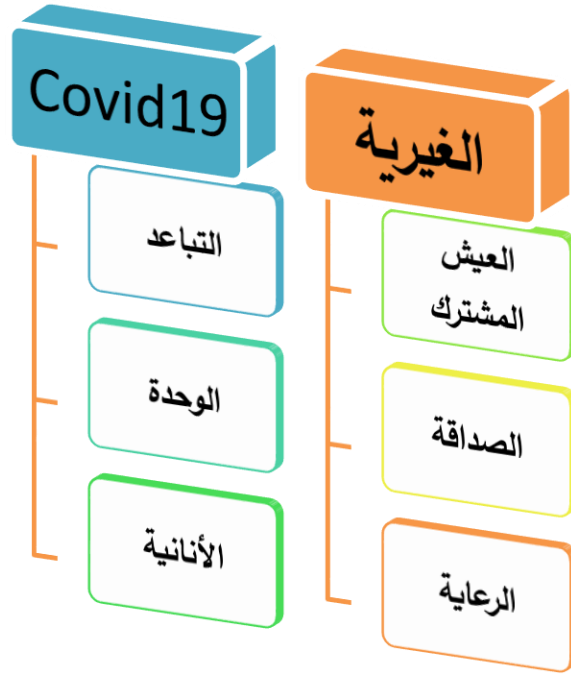 Covid19
التباعد
الوحدة
الأنانية
الغيرية
العيش
المشترك
الصداقة
الرعاية